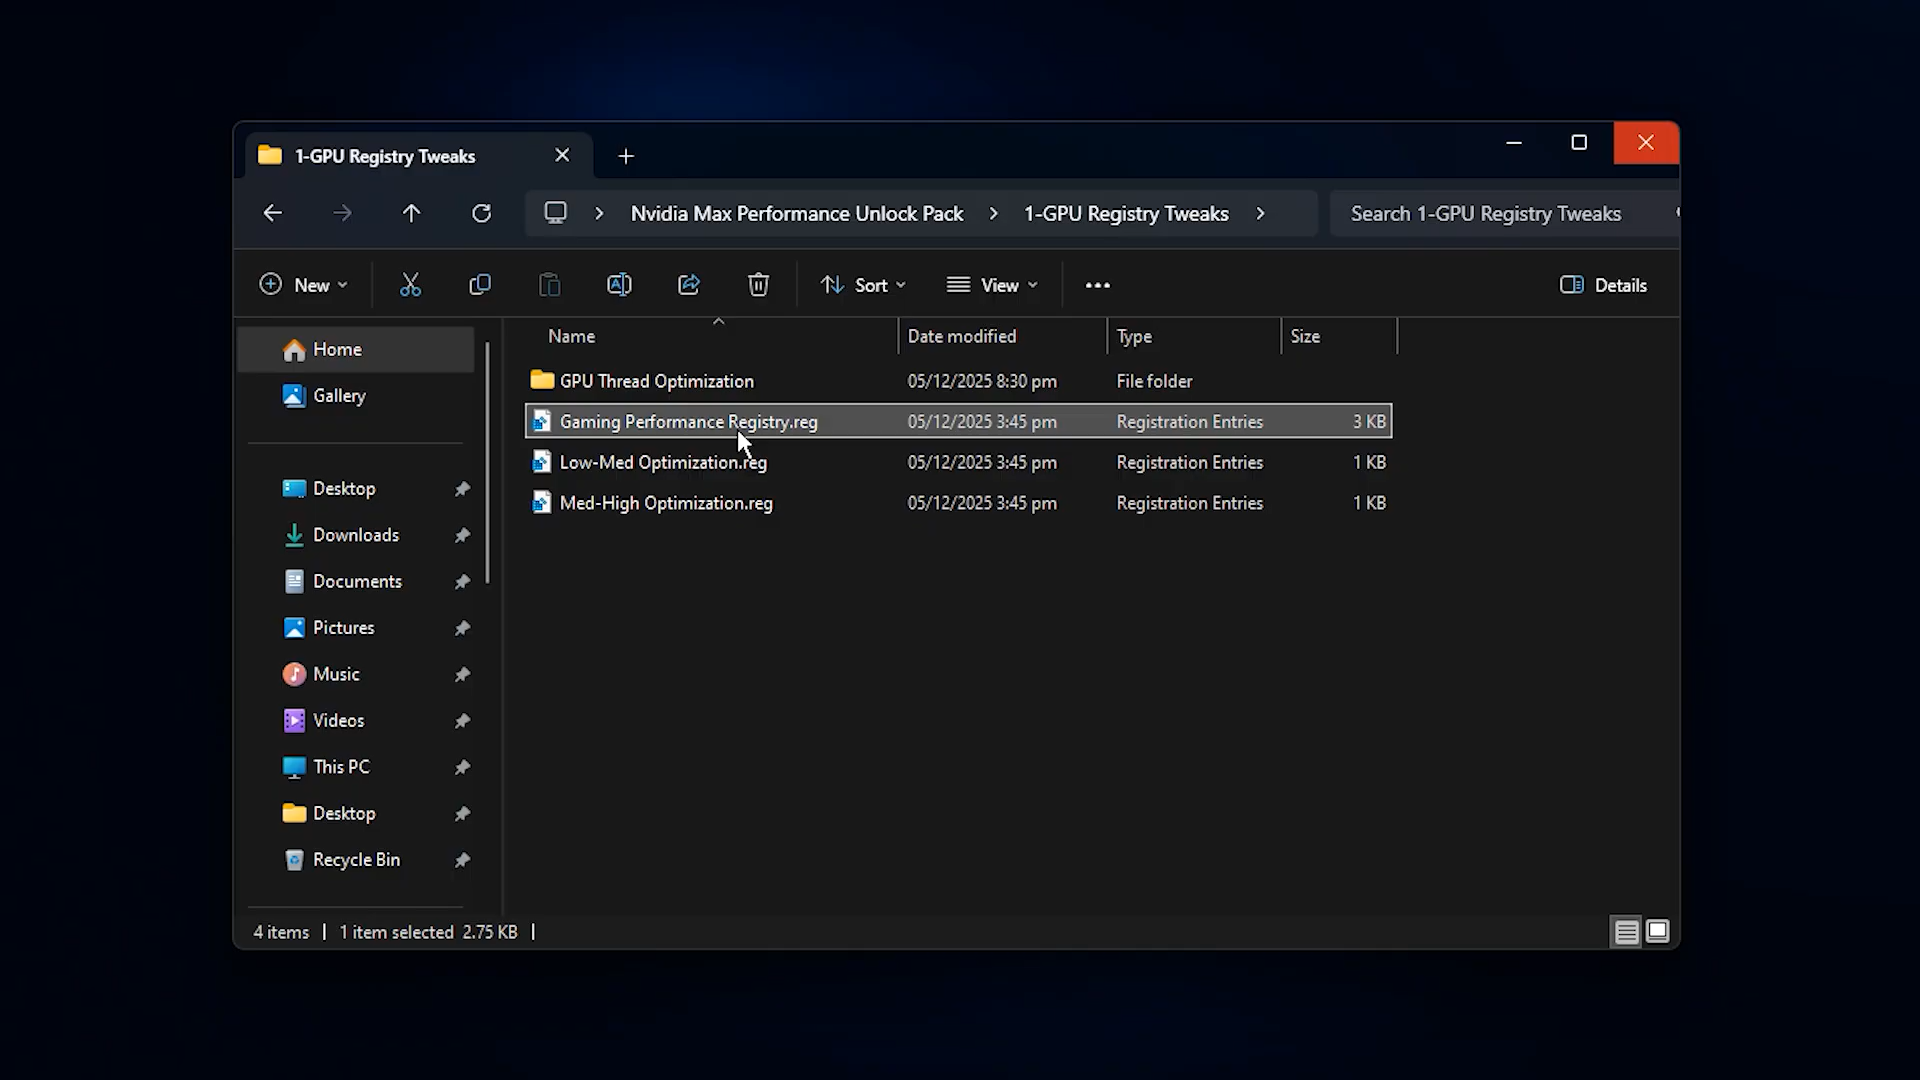 1-GPU Registry Tweaks
Nvidia Max Performance Unlock Pack 1-GPU Registry Tweaks Search 1-GPU Registry Tweaks
New Sort View Details
Name Date modified Type Size
Home
Gallery
Desktop
Downloads
Documents
Pictures
Music
Videos
This PC
Desktop
Recycle Bin
GPU Thread Optimization 05/12/2025 8:30 pm File folder
Gaming Performance Registry.reg 05/12/2025 3:45 pm Registration Entries 3 KB
Low-Med Optimization.reg 05/12/2025 3:45 pm Registration Entries 1 KB
Med-High Optimization.reg 05/12/2025 3:45 pm Registration Entries 1 KB
4 items | 1 item selected 2.75 KB |